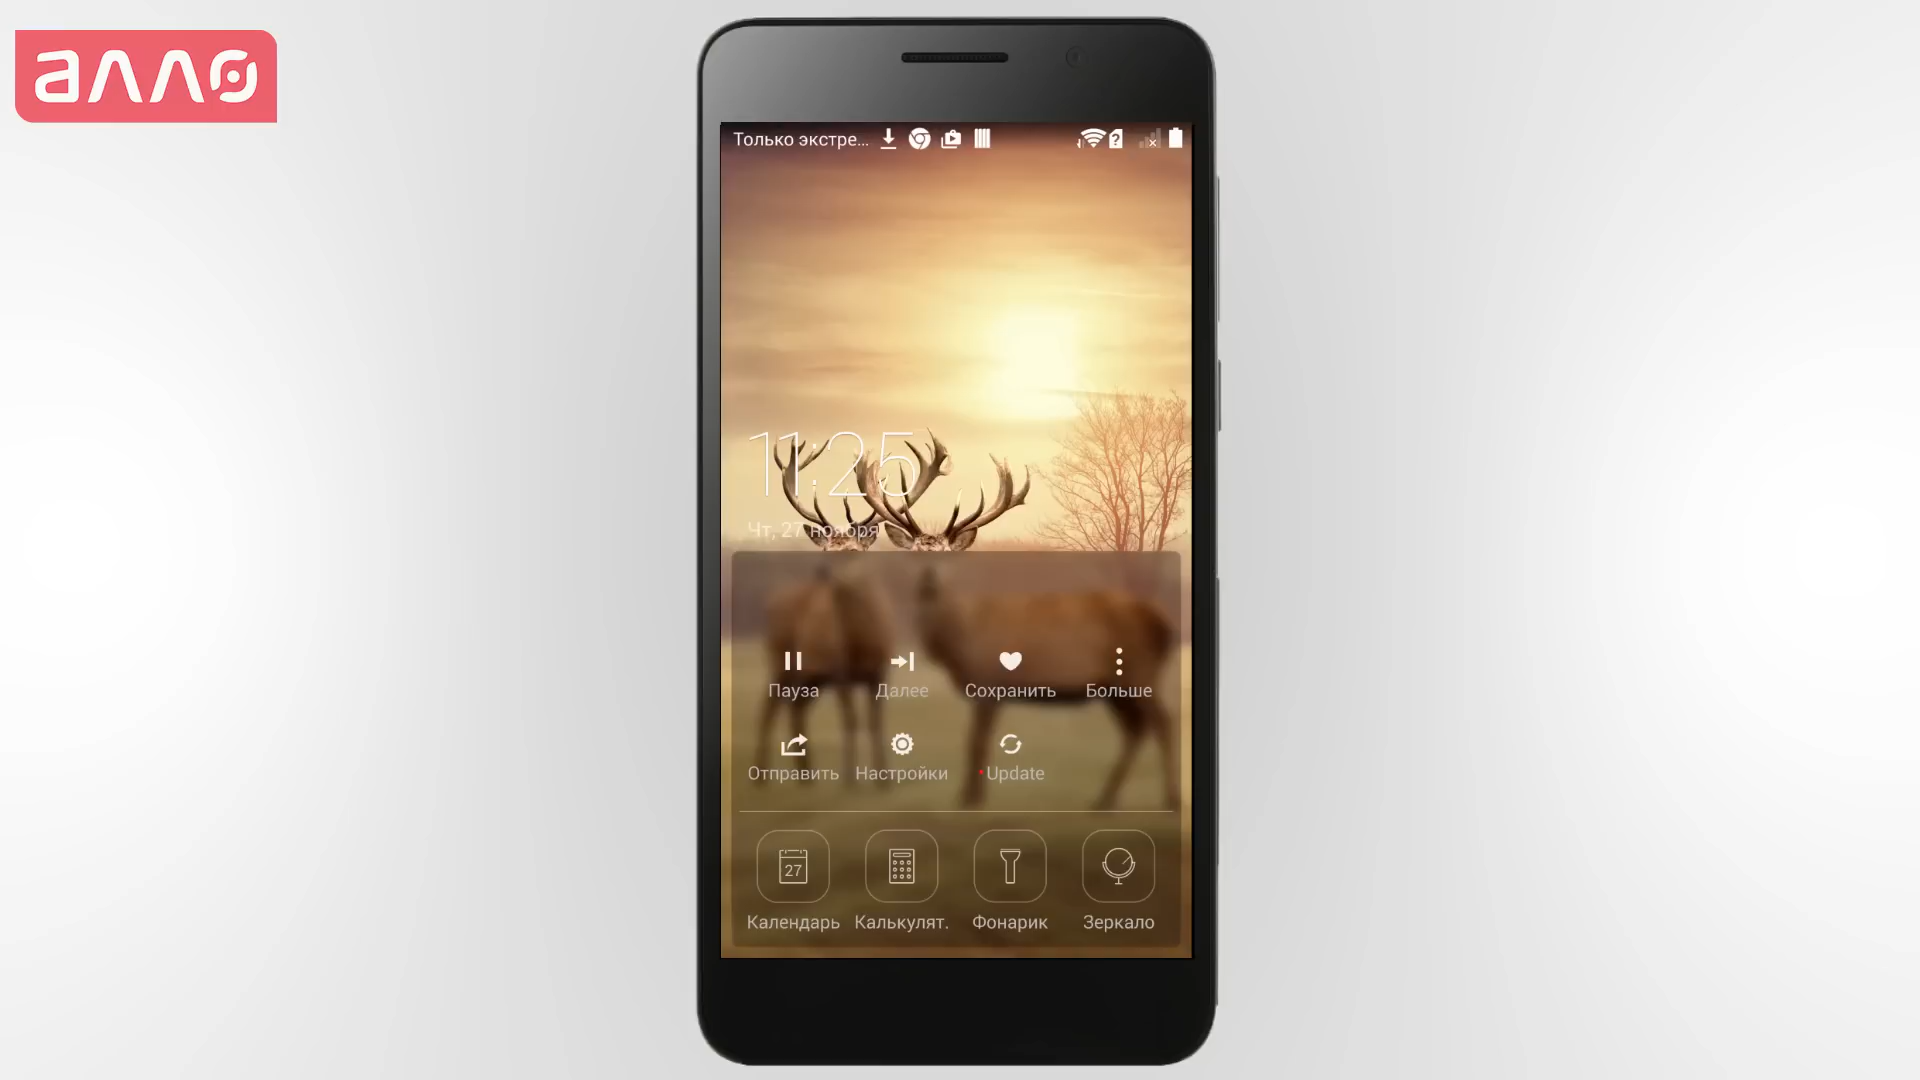 алло
Только экстре...
11:25
Чт, 27 ноября
Пауза Далее Сохранить Больше
Отправить Настройки Update
27
Календарь Калькулят. Фонарик Зеркало